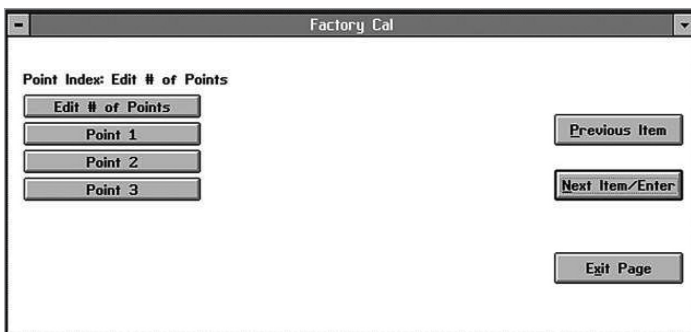 Factory Cal
Point Index: Edit # of Points
Edit # of Points
Point 1
Point 2
Point 3
Previous Item
Next Item/Enter
Exit Page